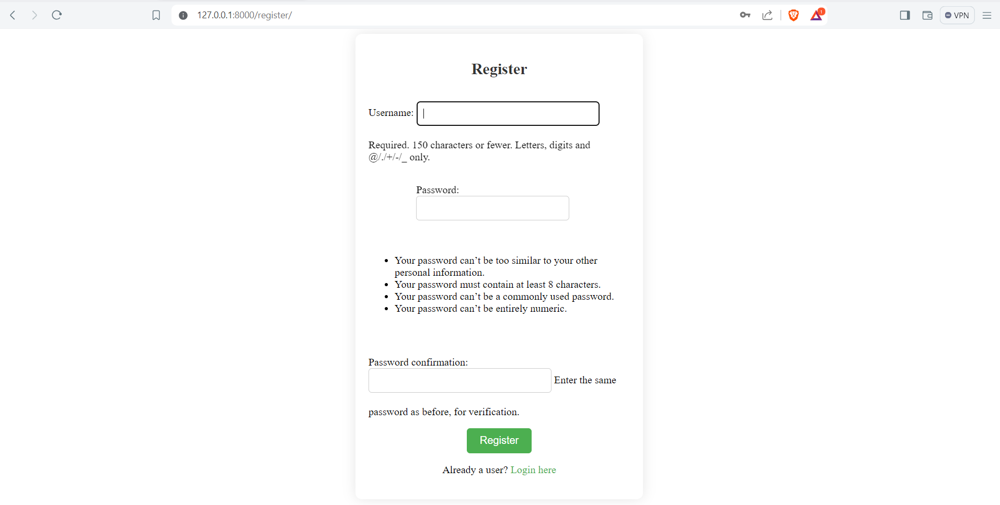 127.0.0.1:8000/register/
1
VPN
Register
Username:
Required. 150 characters or fewer. Letters, digits and
@/./+/-/_ only.
Password:
• Your password can’t be too similar to your other
personal information.
• Your password must contain at least 8 characters.
• Your password can’t be a commonly used password.
• Your password can’t be entirely numeric.
Password confirmation:
Enter the same
password as before, for verification.
Register
Already a user? Login here